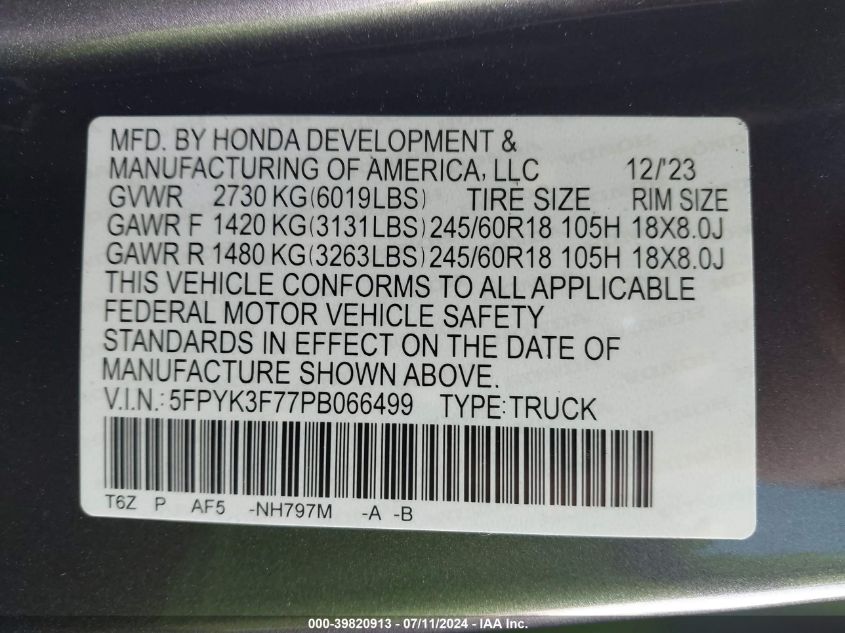 MFD. BY HONDA DEVELOPMENT &
MANUFACTURING OF AMERICA, LLC 12/'23
GVWR 2730 KG(6019LBS) TIRE SIZE RIM SIZE
GAWR F 1420 KG(3131LBS) 245/60R18 105H 18X8.0J
GAWR R 1480 KG(3263LBS) 245/60R18 105H 18X8.0J
THIS VEHICLE CONFORMS TO ALL APPLICABLE
FEDERAL MOTOR VEHICLE SAFETY
STANDARDS IN EFFECT ON THE DATE OF
MANUFACTURE SHOWN ABOVE.
V.I.N.: 5FPYK3F77PB066499 TYPE: TRUCK
T6Z P AF5 -NH797M -A -B
000-39820913 - 07/11/2024 - IAA Inc.